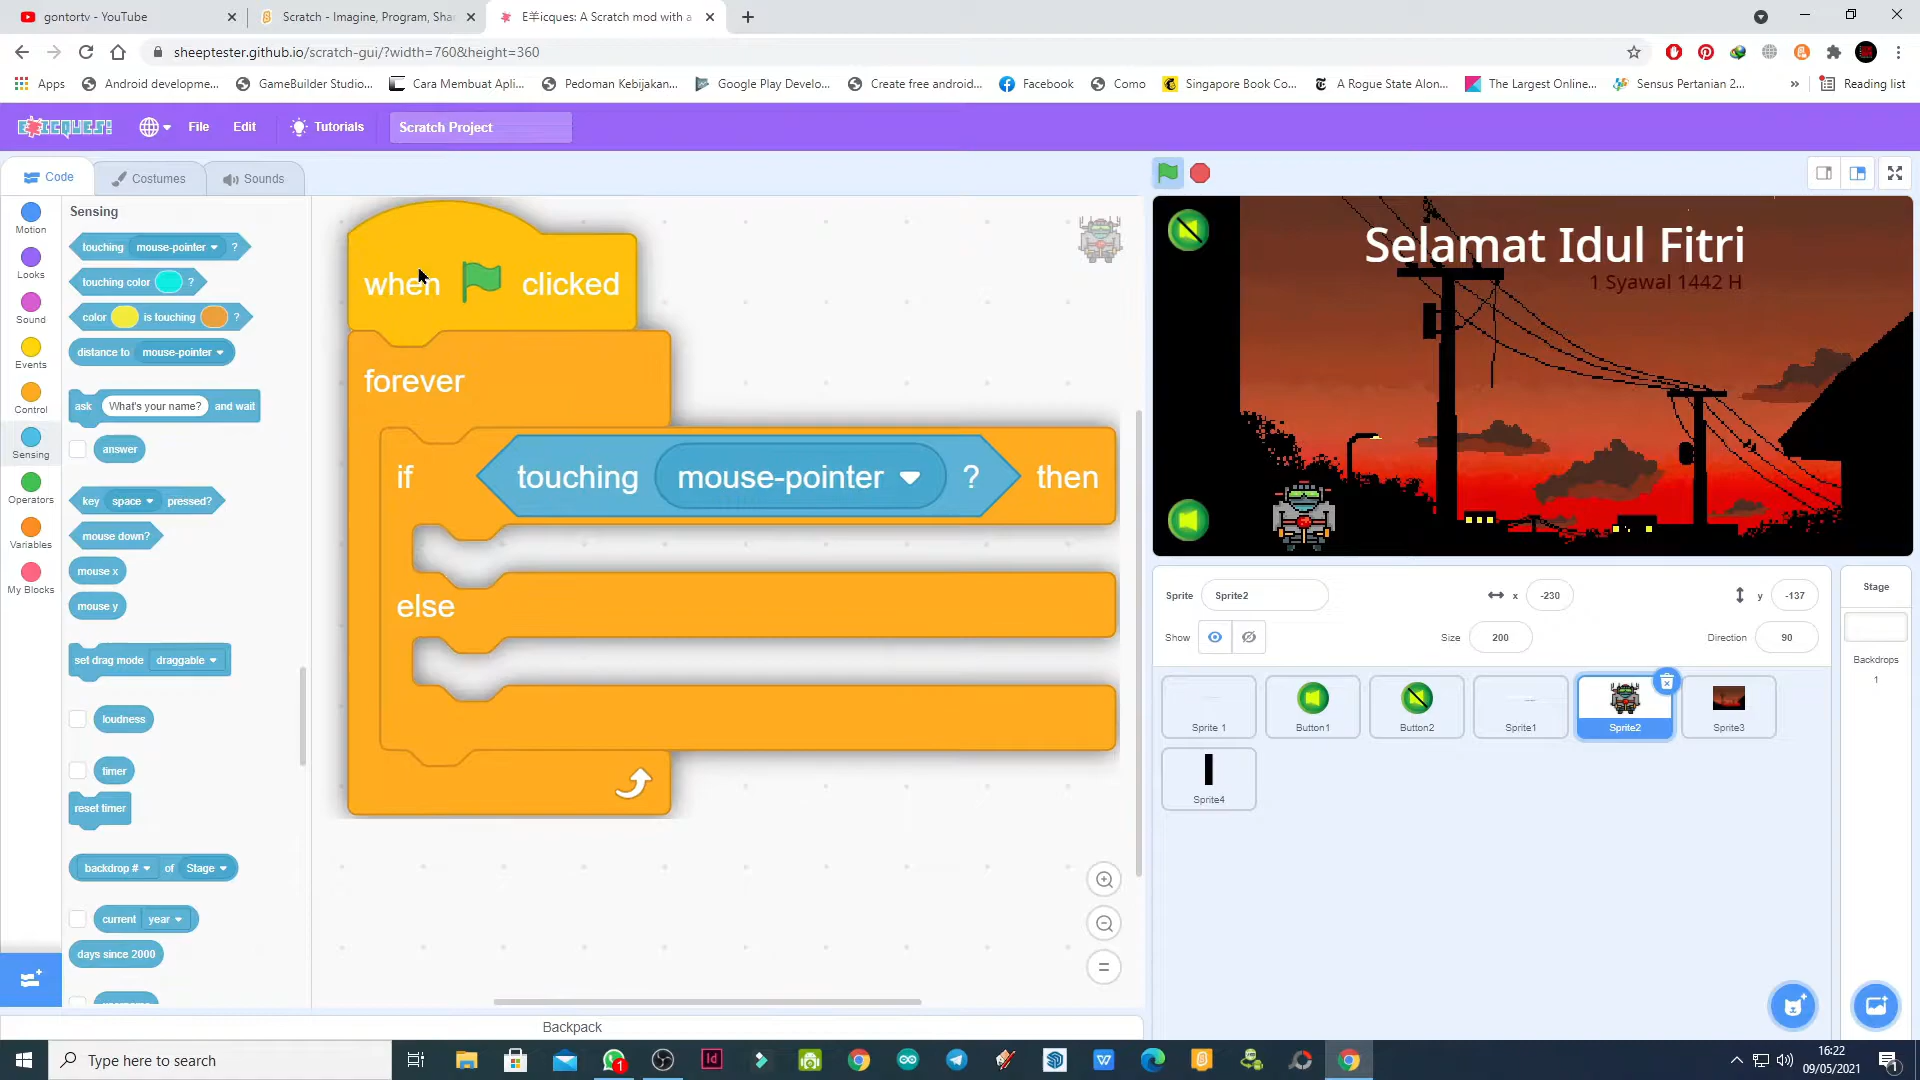 gontortv - YouTube
Scratch - Imagine, Program, Sha
E羊icques: A Scratch mod with a
sheeptester.github.io/scratch-gui/?width=760&height=360
Apps
Android developme...
GameBuilder Studio...
Cara Membuat Apli...
Pedoman Kebijakan...
Google Play Develo...
Create free android...
Facebook
Como
Singapore Book Co...
A Rogue State Alon...
The Largest Online...
Sensus Pertanian 2...
»
Reading list
File
Edit
Tutorials
Scratch Project
Code
Costumes
Sounds
Motion
Looks
Sound
Events
Control
Sensing
Operators
Variables
My Blocks
Sensing
touching mouse-pointer ?
touching color ?
color is touching ?
distance to mouse-pointer
ask What's your name? and wait
answer
key space pressed?
mouse down?
mouse x
mouse y
set drag mode draggable
loudness
timer
reset timer
backdrop # of Stage
current year
days since 2000
when clicked
forever
if touching mouse-pointer ? then
else
Backpack
Selamat Idul Fitri
1 Syawal 1442 H
Sprite Sprite2 x -230 y -137
Show Size 200 Direction 90
Sprite 1
Button1
Button2
Sprite1
Sprite2
Sprite3
Sprite4
Stage
Backdrops
1
Type here to search
1
16:22
09/05/2021
1